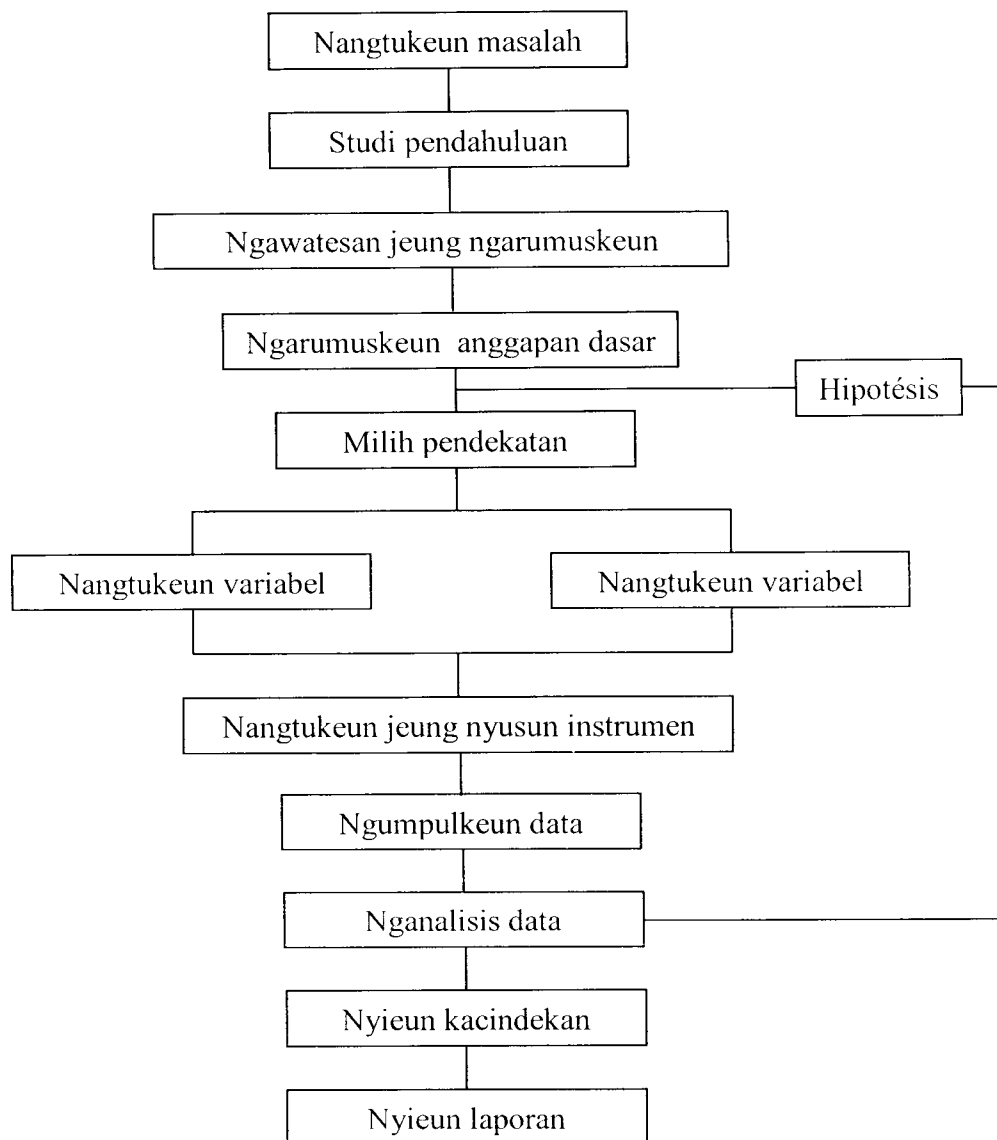 Nangtukeun masalah
Studi pendahuluan
Ngawatesan jeung ngarumuskeun
Ngarumuskeun anggapan dasar
Hipotésis
Milih pendekatan
Nangtukeun variabel
Nangtukeun variabel
Nangtukeun jeung nyusun instrumen
Ngumpulkeun data
Nganalisis data
Nyieun kacindekan
Nyieun laporan